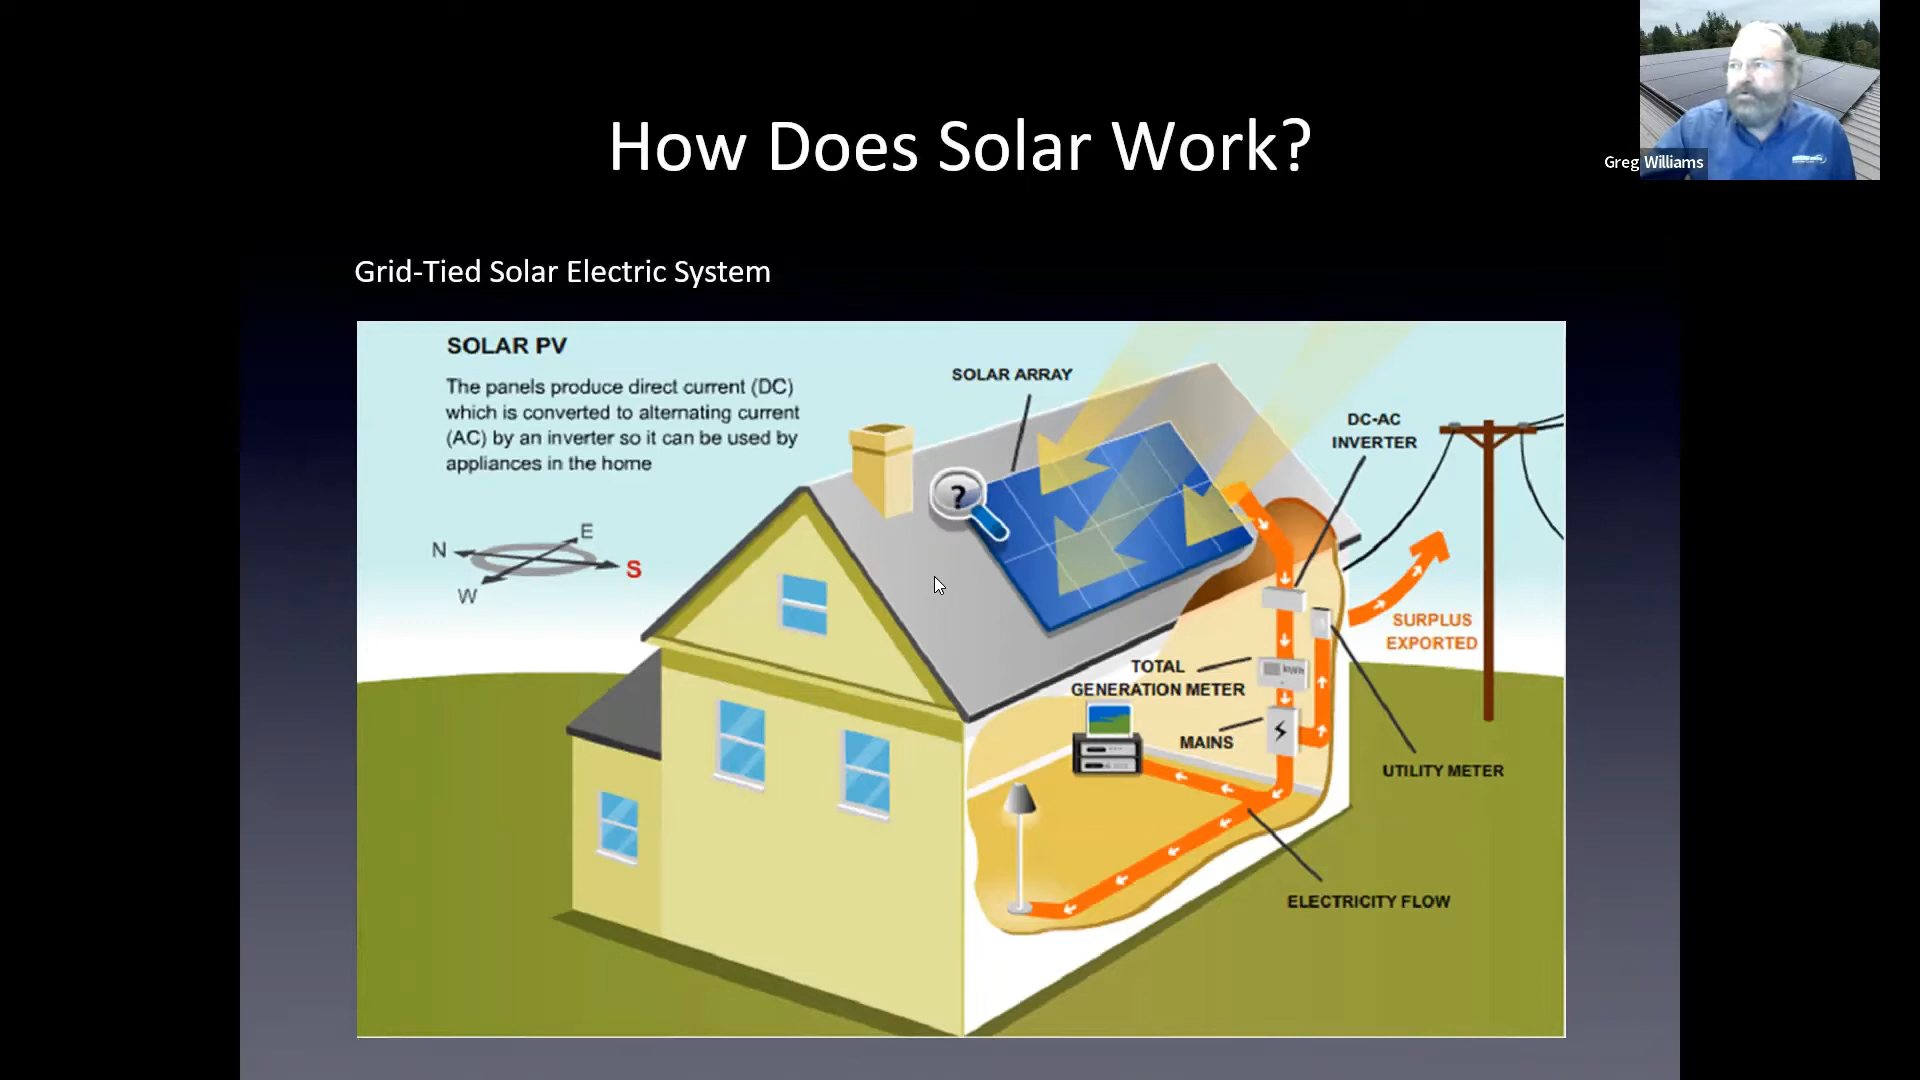 How Does Solar Work?
Greg Williams
Grid-Tied Solar Electric System
SOLAR PV
The panels produce direct current (DC)
which is converted to alternating current
(AC) by an inverter so it can be used by
appliances in the home
SOLAR ARRAY
DC-AC
INVERTER
?
N
E
S
W
SURPLUS
EXPORTED
TOTAL
GENERATION METER
MAINS
UTILITY METER
ELECTRICITY FLOW